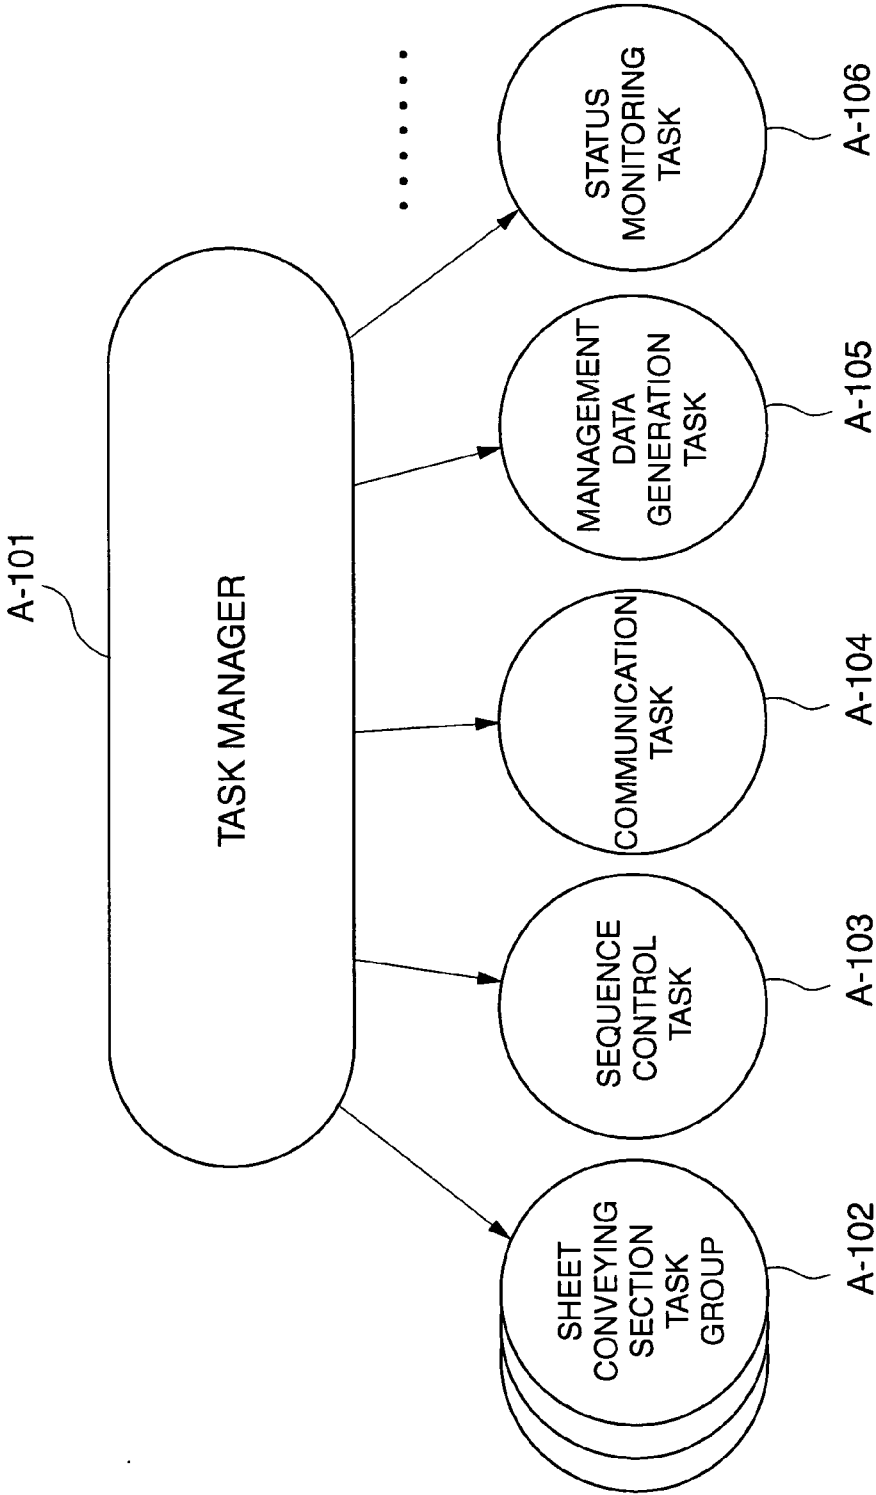 A-101
TASK MANAGER
.......
SHEET
CONVEYING
SECTION
TASK
GROUP
SEQUENCE
CONTROL
TASK
COMMUNICATION
TASK
MANAGEMENT
DATA
GENERATION
TASK
STATUS
MONITORING
TASK
A-102
A-103
A-104
A-105
A-106